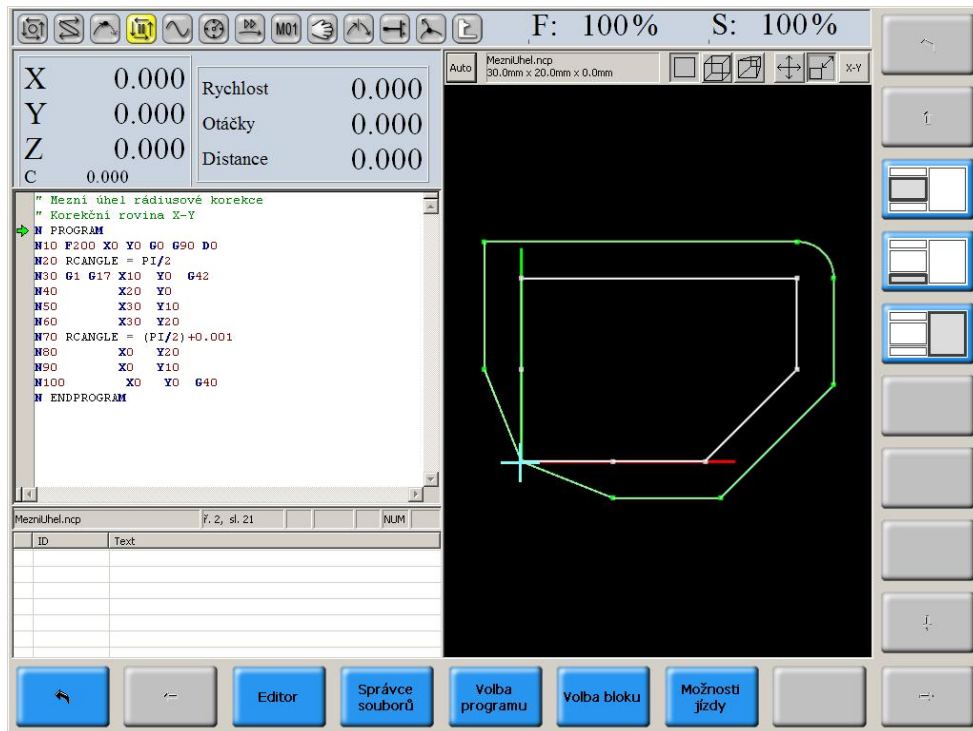 M01
F: 100% S: 100%
X 0.000
Y 0.000
Z 0.000
C 0.000
Rychlost 0.000
Otáčky 0.000
Distance 0.000
Auto
MezniUhel.ncp
30.0mm x 20.0mm x 0.0mm
X-Y
" Mezní úhel rádiusové korekce
" Korekční rovina X-Y
N PROGRAM
N10 F200 X0 Y0 G0 G90 D0
N20 RCANGLE = PI/2
N30 G1 G17 X10 Y0 G42
N40 X20 Y0
N50 X30 Y10
N60 X30 Y20
N70 RCANGLE = (PI/2)+0.001
N80 X0 Y20
N90 X0 Y10
N100 X0 Y0 G40
N ENDPROGRAM
MezniUhel.ncp ř. 2, sl. 21 NUM
ID Text
Editor
Správce souborů
Volba programu
Volba bloku
Možnosti jízdy